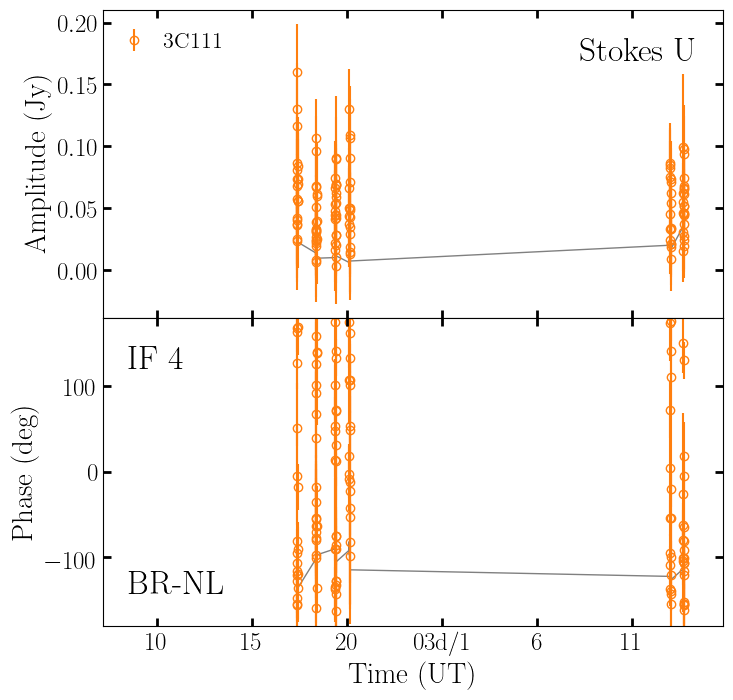 0.20
0.15
0.10
0.05
0.00
Amplitude (Jy)
3C111
Stokes U
100
0
−100
Phase (deg)
IF 4
BR-NL
10 15 20 03d/1 6 11
Time (UT)